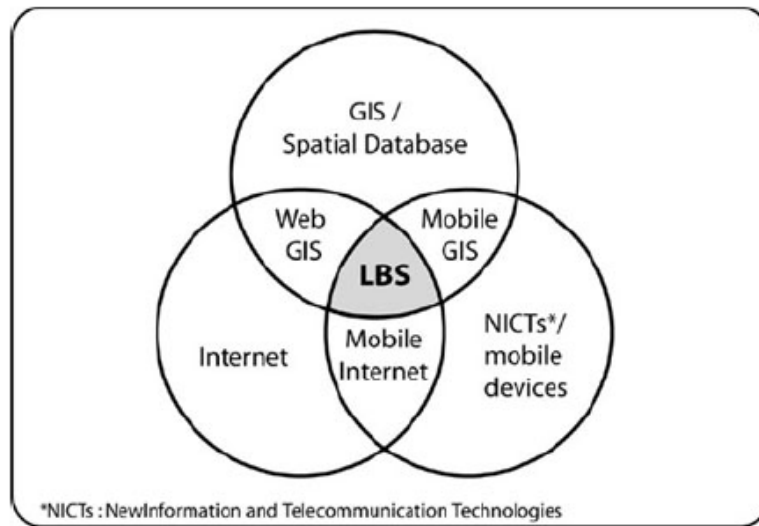 GIS /
Spatial Database
Web
GIS
Mobile
GIS
LBS
Internet
Mobile
Internet
NICTs*/
mobile
devices
*NICTs : NewInformation and Telecommunication Technologies